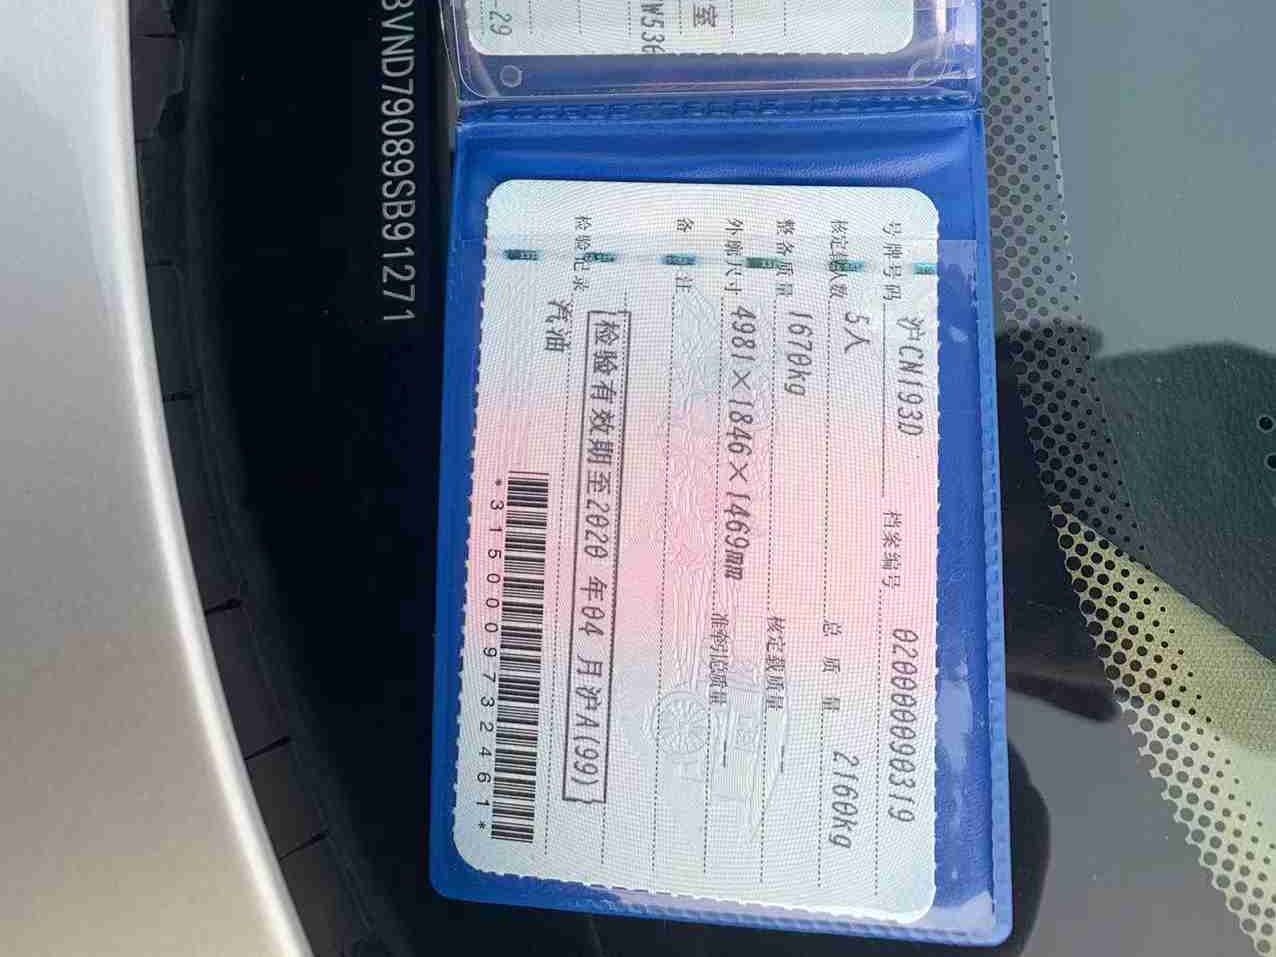 BVND79089SB91271
-29
W536
室
号牌号码 沪CN193D 档案编号 020000090319
核定载人数 5人 总质量 2160kg
整备质量 1670kg 核定载质量
外廓尺寸 4981×1846×1469mm 准牵引总质量
备注
检验有效期至2020年04月沪A(99)
检验记录
汽油
*3150009732461*